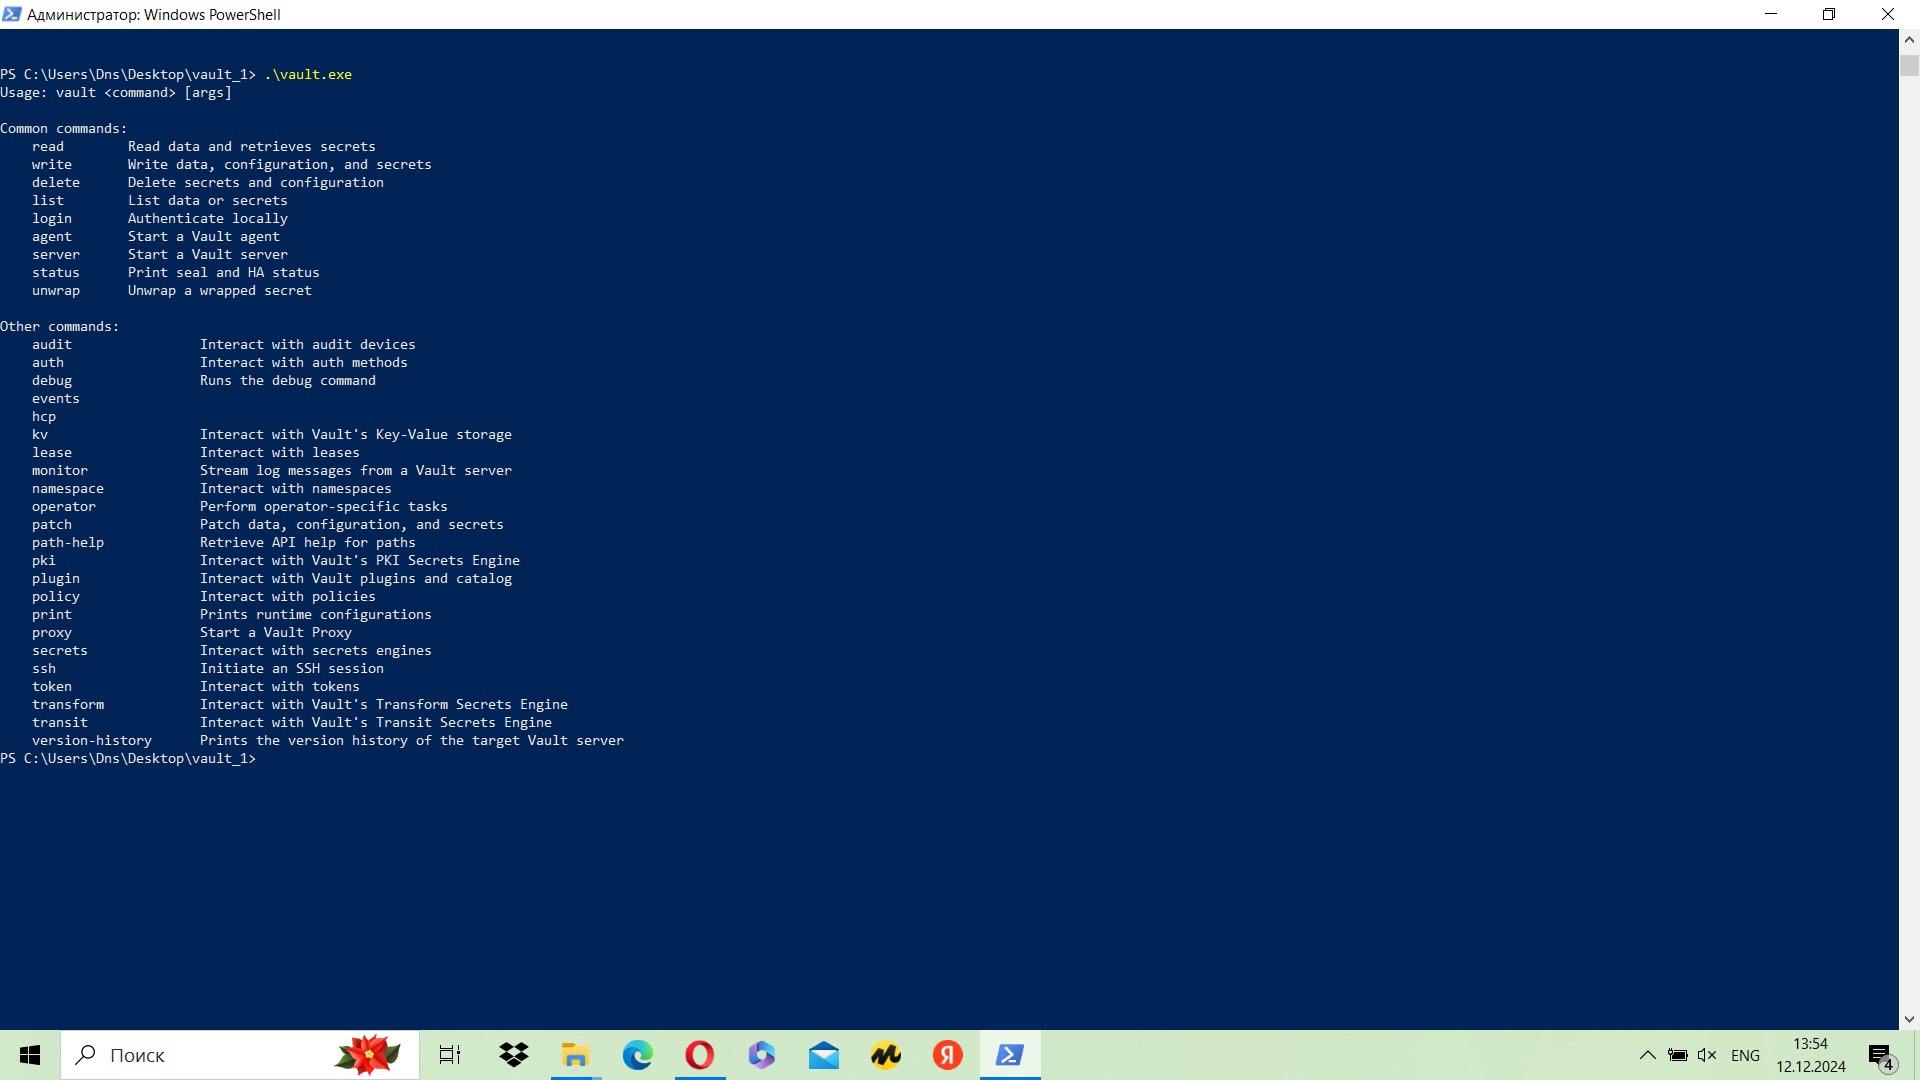 Администратор: Windows PowerShell
PS C:\Users\Dns\Desktop\vault_1> .\vault.exe
Usage: vault <command> [args]
Common commands:
read Read data and retrieves secrets
write Write data, configuration, and secrets
delete Delete secrets and configuration
list List data or secrets
login Authenticate locally
agent Start a Vault agent
server Start a Vault server
status Print seal and HA status
unwrap Unwrap a wrapped secret
Other commands:
audit Interact with audit devices
auth Interact with auth methods
debug Runs the debug command
events
hcp
kv Interact with Vault's Key-Value storage
lease Interact with leases
monitor Stream log messages from a Vault server
namespace Interact with namespaces
operator Perform operator-specific tasks
patch Patch data, configuration, and secrets
path-help Retrieve API help for paths
pki Interact with Vault's PKI Secrets Engine
plugin Interact with Vault plugins and catalog
policy Interact with policies
print Prints runtime configurations
proxy Start a Vault Proxy
secrets Interact with secrets engines
ssh Initiate an SSH session
token Interact with tokens
transform Interact with Vault's Transform Secrets Engine
transit Interact with Vault's Transit Secrets Engine
version-history Prints the version history of the target Vault server
PS C:\Users\Dns\Desktop\vault_1>
Поиск
Я
ENG
13:54
12.12.2024
4